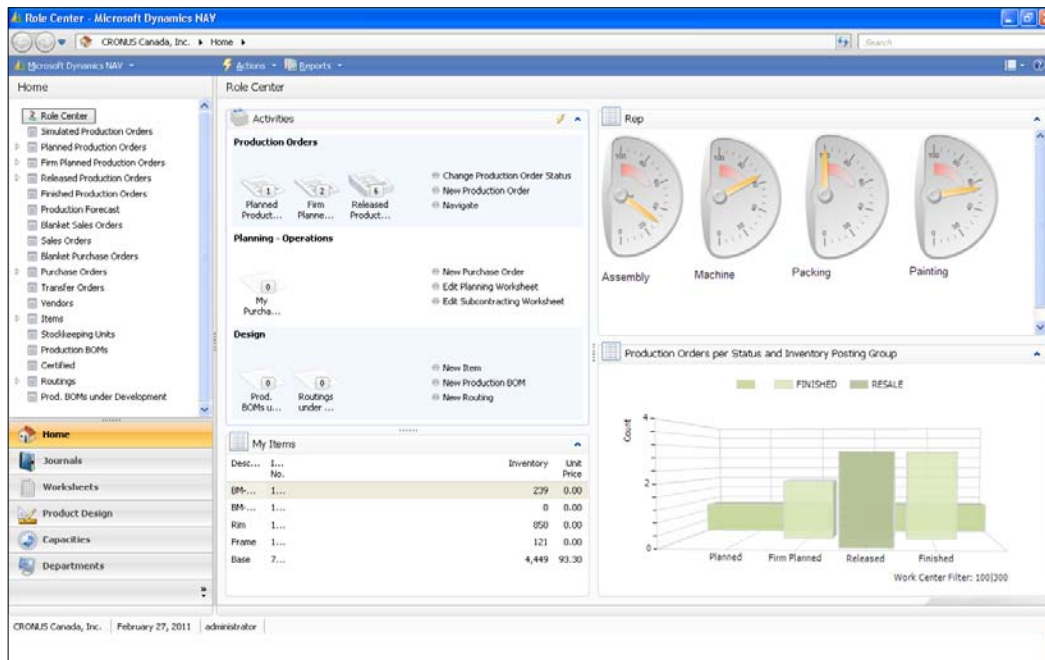 Role Center - Microsoft Dynamics NAV
CRONUS Canada, Inc. Home
Search
Microsoft Dynamics NAV
Actions Reports
Home
Role Center
Simulated Production Orders
Planned Production Orders
Firm Planned Production Orders
Released Production Orders
Finished Production Orders
Production Forecast
Blanket Sales Orders
Sales Orders
Blanket Purchase Orders
Purchase Orders
Transfer Orders
Vendors
Items
Stockkeeping Units
Production BOMs
Certified
Routings
Prod. BOMs under Development
Home
Journals
Worksheets
Product Design
Capacities
Departments
Role Center
Activities
Production Orders
1 2 6
Planned Product...
Firm Planne...
Released Product...
Change Production Order Status
New Production Order
Navigate
Planning - Operations
0
My Purcha...
New Purchase Order
Edit Planning Worksheet
Edit Subcontracting Worksheet
Design
0 0
Prod. BOMs u...
Routings under ...
New Item
New Production BOM
New Routing
My Items
Desc... I... No. Inventory Unit Price
BM-... 1... 239 0.00
BM-... 1... 0 0.00
Rim 1... 850 0.00
Frame 1... 121 0.00
Base 7... 4,449 93.30
Rep
Assembly
Machine
Packing
Painting
Production Orders per Status and Inventory Posting Group
FINISHED RESALE
Count
4
2
0
Planned Firm Planned Released Finished
Work Center Filter: 100|300
CRONUS Canada, Inc. February 27, 2011 administrator